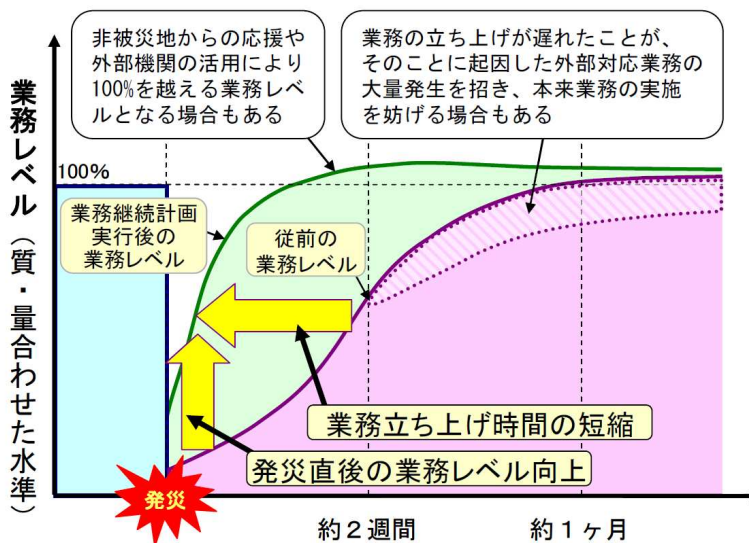 非被災地からの応援や
外部機関の活用により
100%を越える業務レベ
ルとなる場合もある
業務の立ち上げが遅れたことが、
そのことに起因した外部対応業務の
大量発生を招き、本来業務の実施
を妨げる場合もある
業務レベル（質・量合わせた水準）
100%
業務継続計画
実行後の
業務レベル
従前の
業務レベル
業務立ち上げ時間の短縮
発災直後の業務レベル向上
発災
約２週間
約１ヶ月